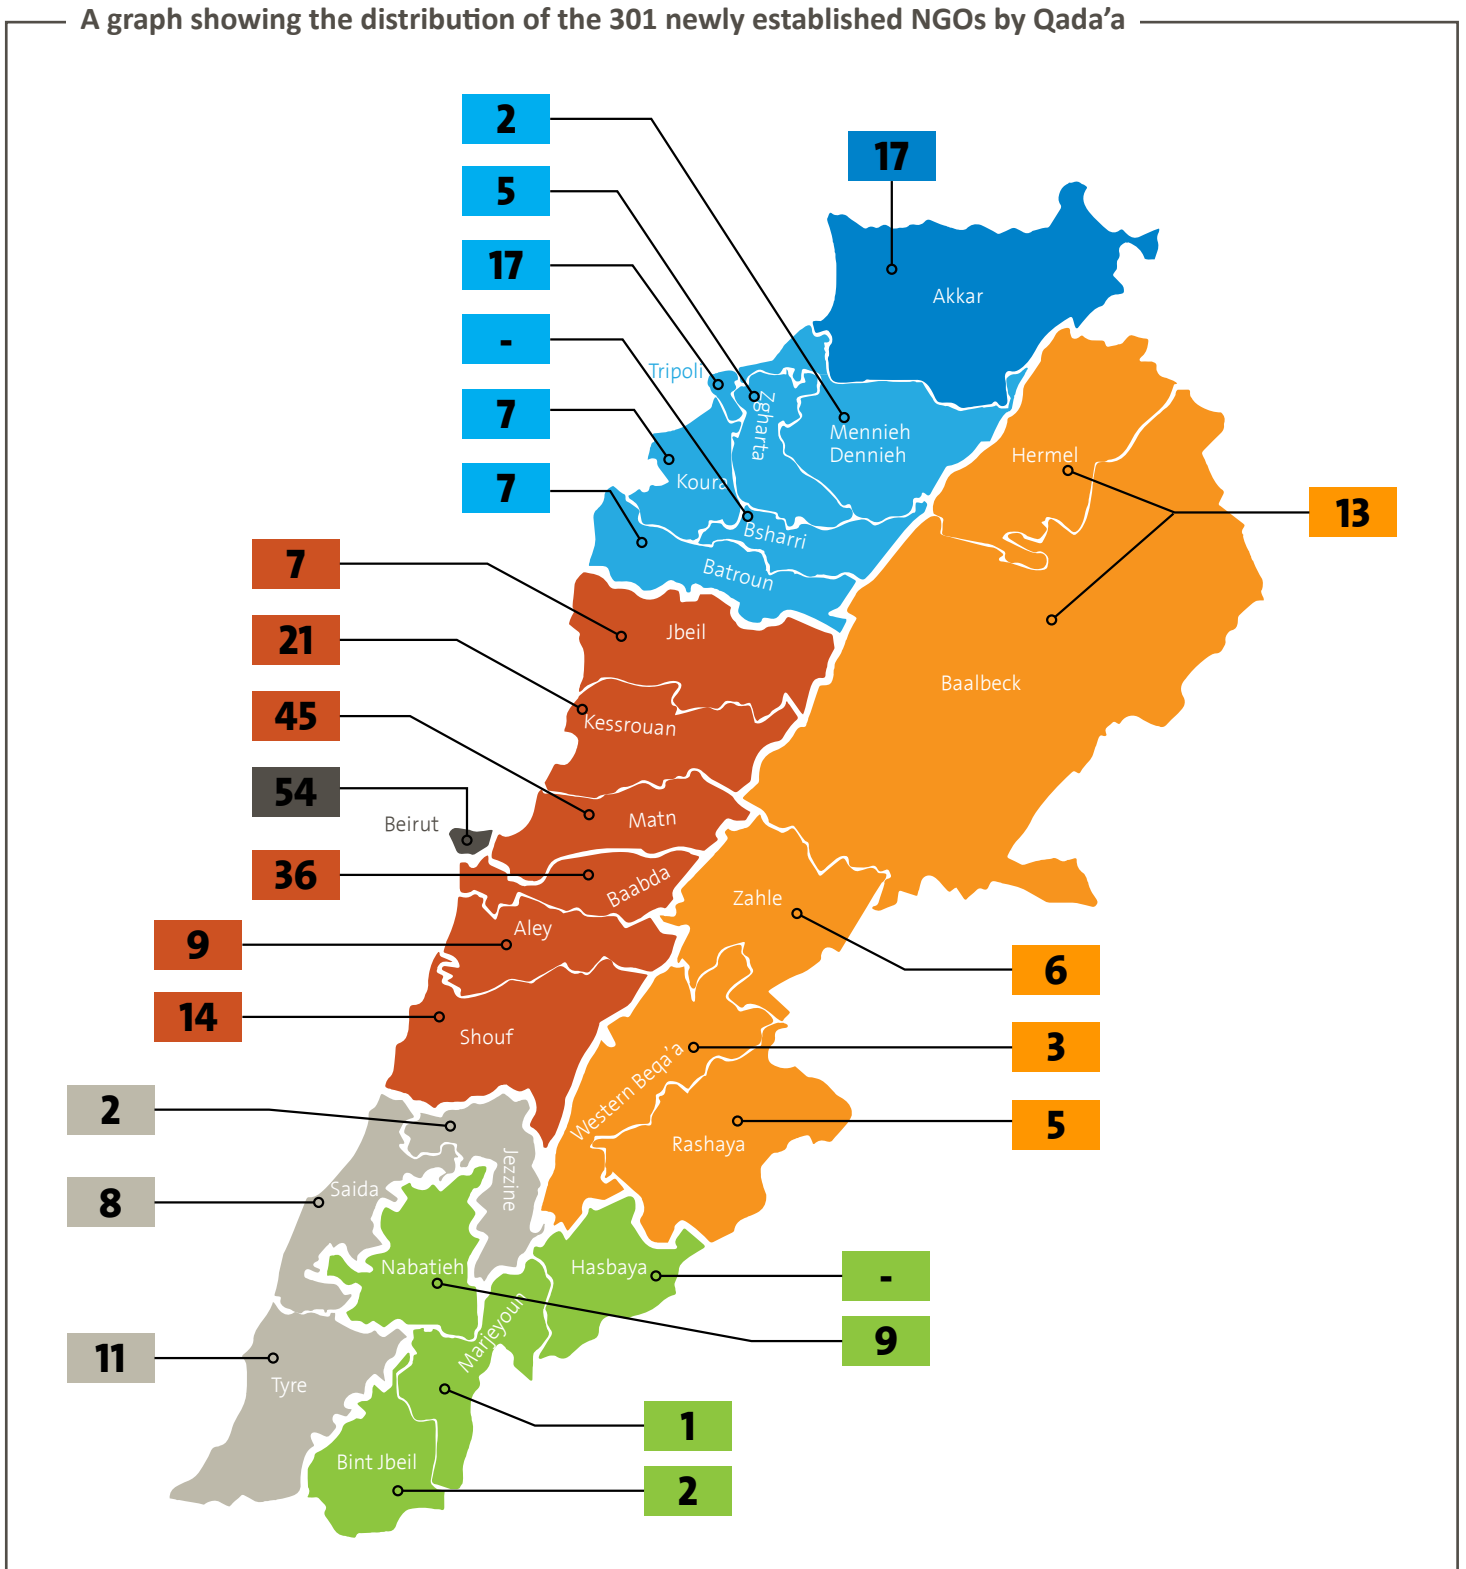 A graph showing the distribution of the 301 newly established NGOs by Qada'a
2
17
5
17
-
7
7
Akkar
Tripoli
Zgharta
Mennieh
Dennieh
Koura
Bsharri
Batroun
Hermel
13
Baalbeck
7
21
45
54
36
9
14
Jbeil
Kessrouan
Matn
Beirut
Baabda
Aley
Shouf
Zahle
6
Western Beqa'a
3
Rashaya
5
2
8
11
Jezzine
Saida
Tyre
Nabatieh
Hasbaya
-
9
Marjeyoun
1
Bint Jbeil
2